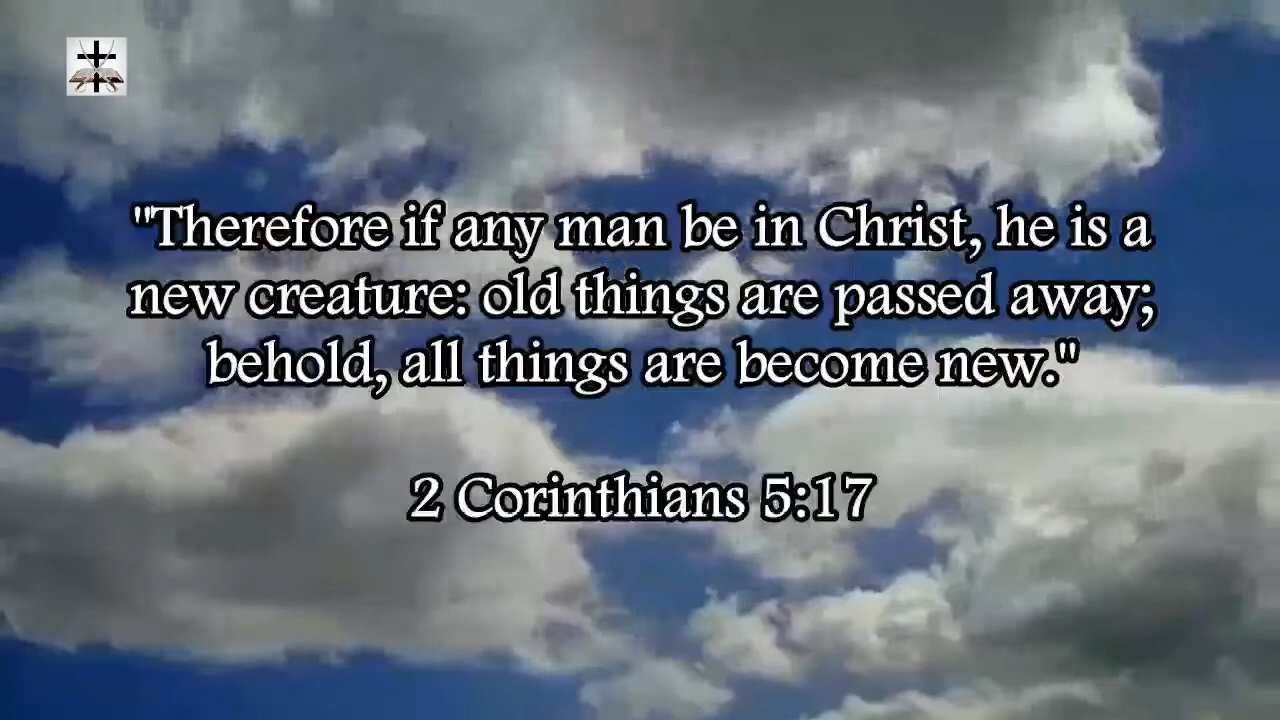 "Therefore if any man be in Christ, he is a
new creature: old things are passed away;
behold, all things are become new."
2 Corinthians 5:17